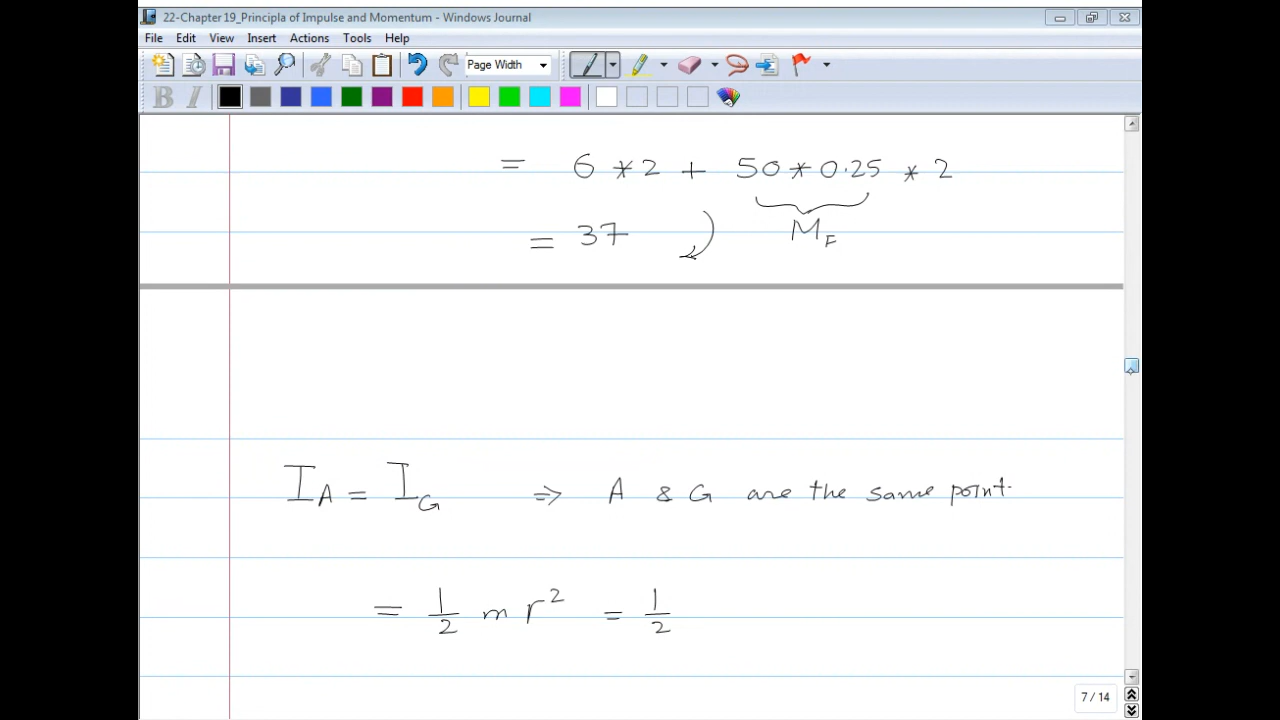 22-Chapter 19_Principla of Impulse and Momentum - Windows Journal
File Edit View Insert Actions Tools Help
Page Width
B I
= 6 * 2 + 50 * 0.25 * 2
= 37 M_F
I_A = I_G ⇒ A & G are the same point.
= 1/2 m r² = 1/2
7 / 14